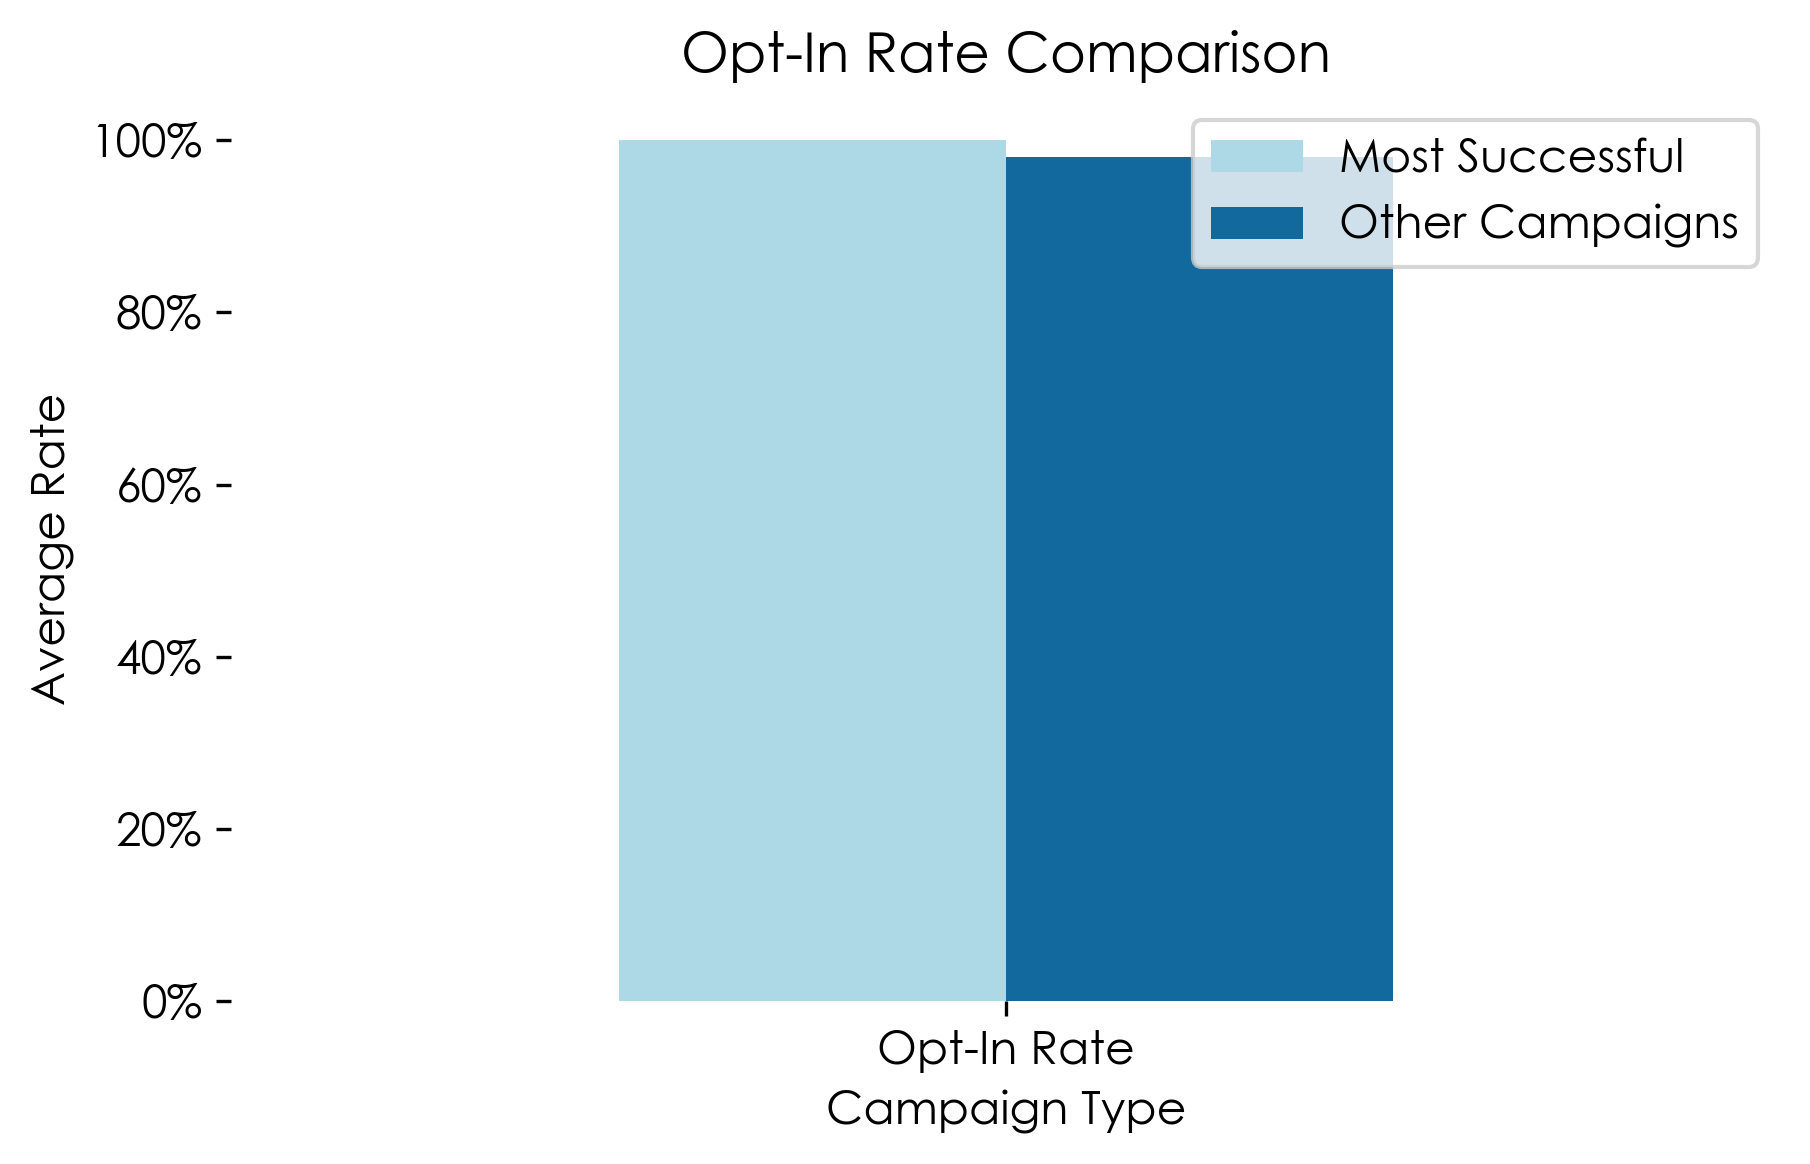 Opt-In Rate Comparison
100%
80%
60%
40%
20%
0%
Average Rate
Most Successful
Other Campaigns
Opt-In Rate
Campaign Type